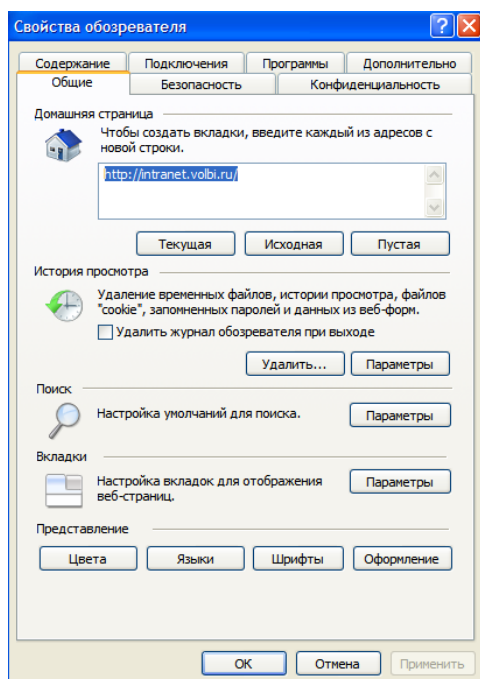 Свойства обозревателя
Содержание Подключения Программы Дополнительно
Общие Безопасность Конфиденциальность
Домашняя страница
Чтобы создать вкладки, введите каждый из адресов с
новой строки.
http://intranet.volbi.ru/
Текущая Исходная Пустая
История просмотра
Удаление временных файлов, истории просмотра, файлов
"cookie", запомненных паролей и данных из веб-форм.
Удалить журнал обозревателя при выходе
Удалить... Параметры
Поиск
Настройка умолчаний для поиска. Параметры
Вкладки
Настройка вкладок для отображения
веб-страниц. Параметры
Представление
Цвета Языки Шрифты Оформление
ОК Отмена Применить